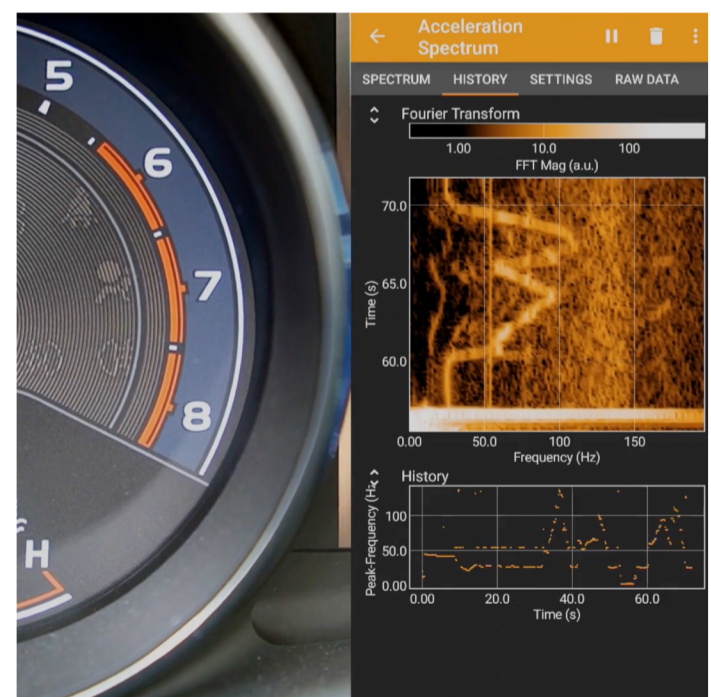 5
6
7
8
H
Acceleration
Spectrum
SPECTRUM HISTORY SETTINGS RAW DATA
Fourier Transform
1.00 10.0 100
FFT Mag (a.u.)
70.0
65.0
60.0
Time (s)
0.00 50.0 100 150
Frequency (Hz)
History
100
50.0
0.00
Peak-Frequency (Hz
0.00 20.0 40.0 60.0
Time (s)